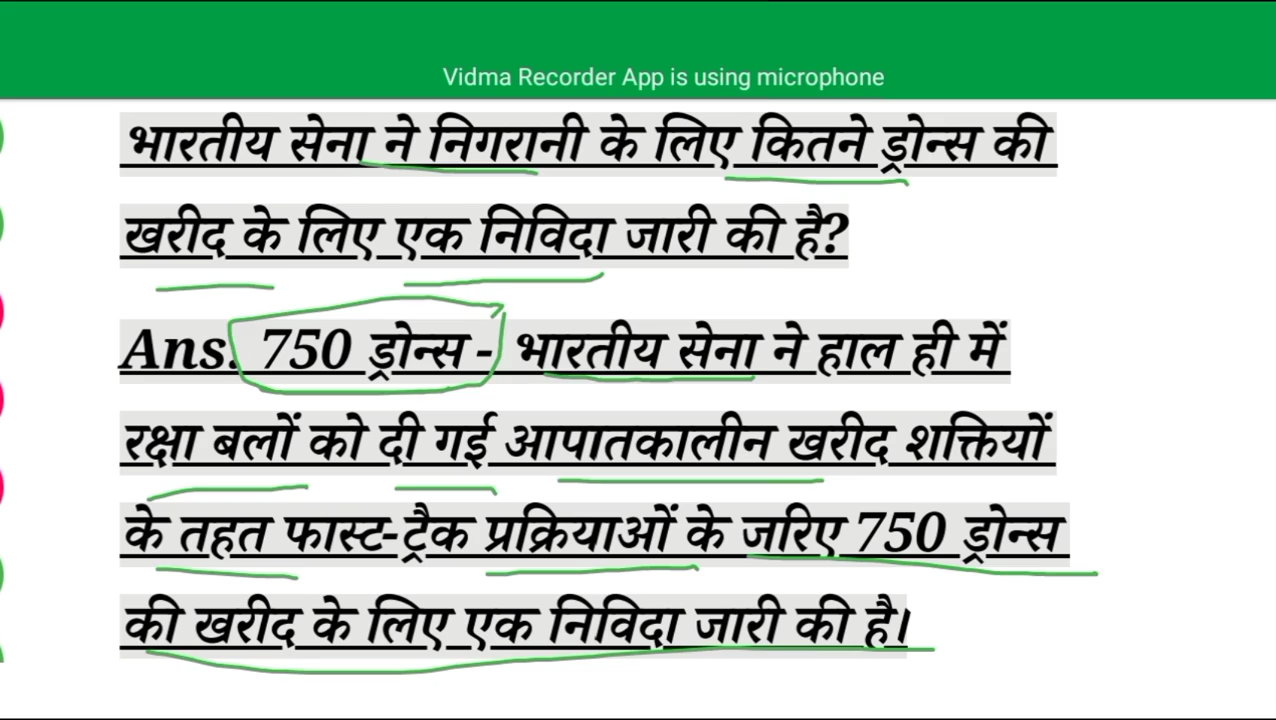 Vidma Recorder App is using microphone
भारतीय सेना ने निगरानी के लिए कितने ड्रोन्स की
खरीद के लिए एक निविदा जारी की है?
Ans. 750 ड्रोन्स - भारतीय सेना ने हाल ही में
रक्षा बलों को दी गई आपातकालीन खरीद शक्तियों
के तहत फास्ट-ट्रैक प्रक्रियाओं के जरिए 750 ड्रोन्स
की खरीद के लिए एक निविदा जारी की है।